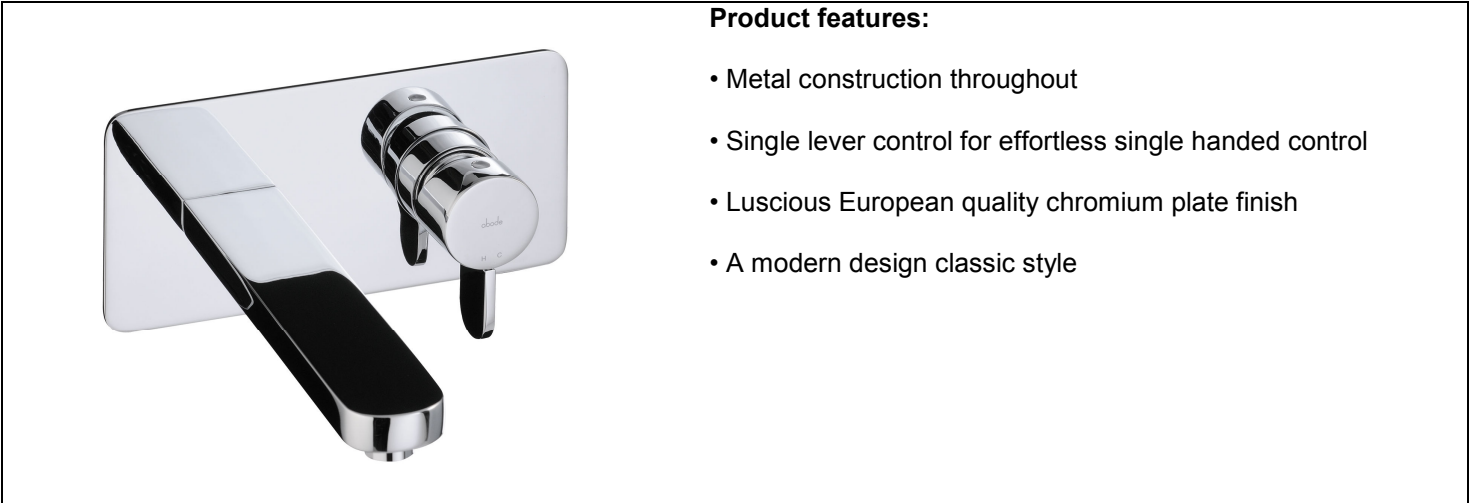 Product features:
• Metal construction throughout
• Single lever control for effortless single handed control
• Luscious European quality chromium plate finish
• A modern design classic style
abode
H C